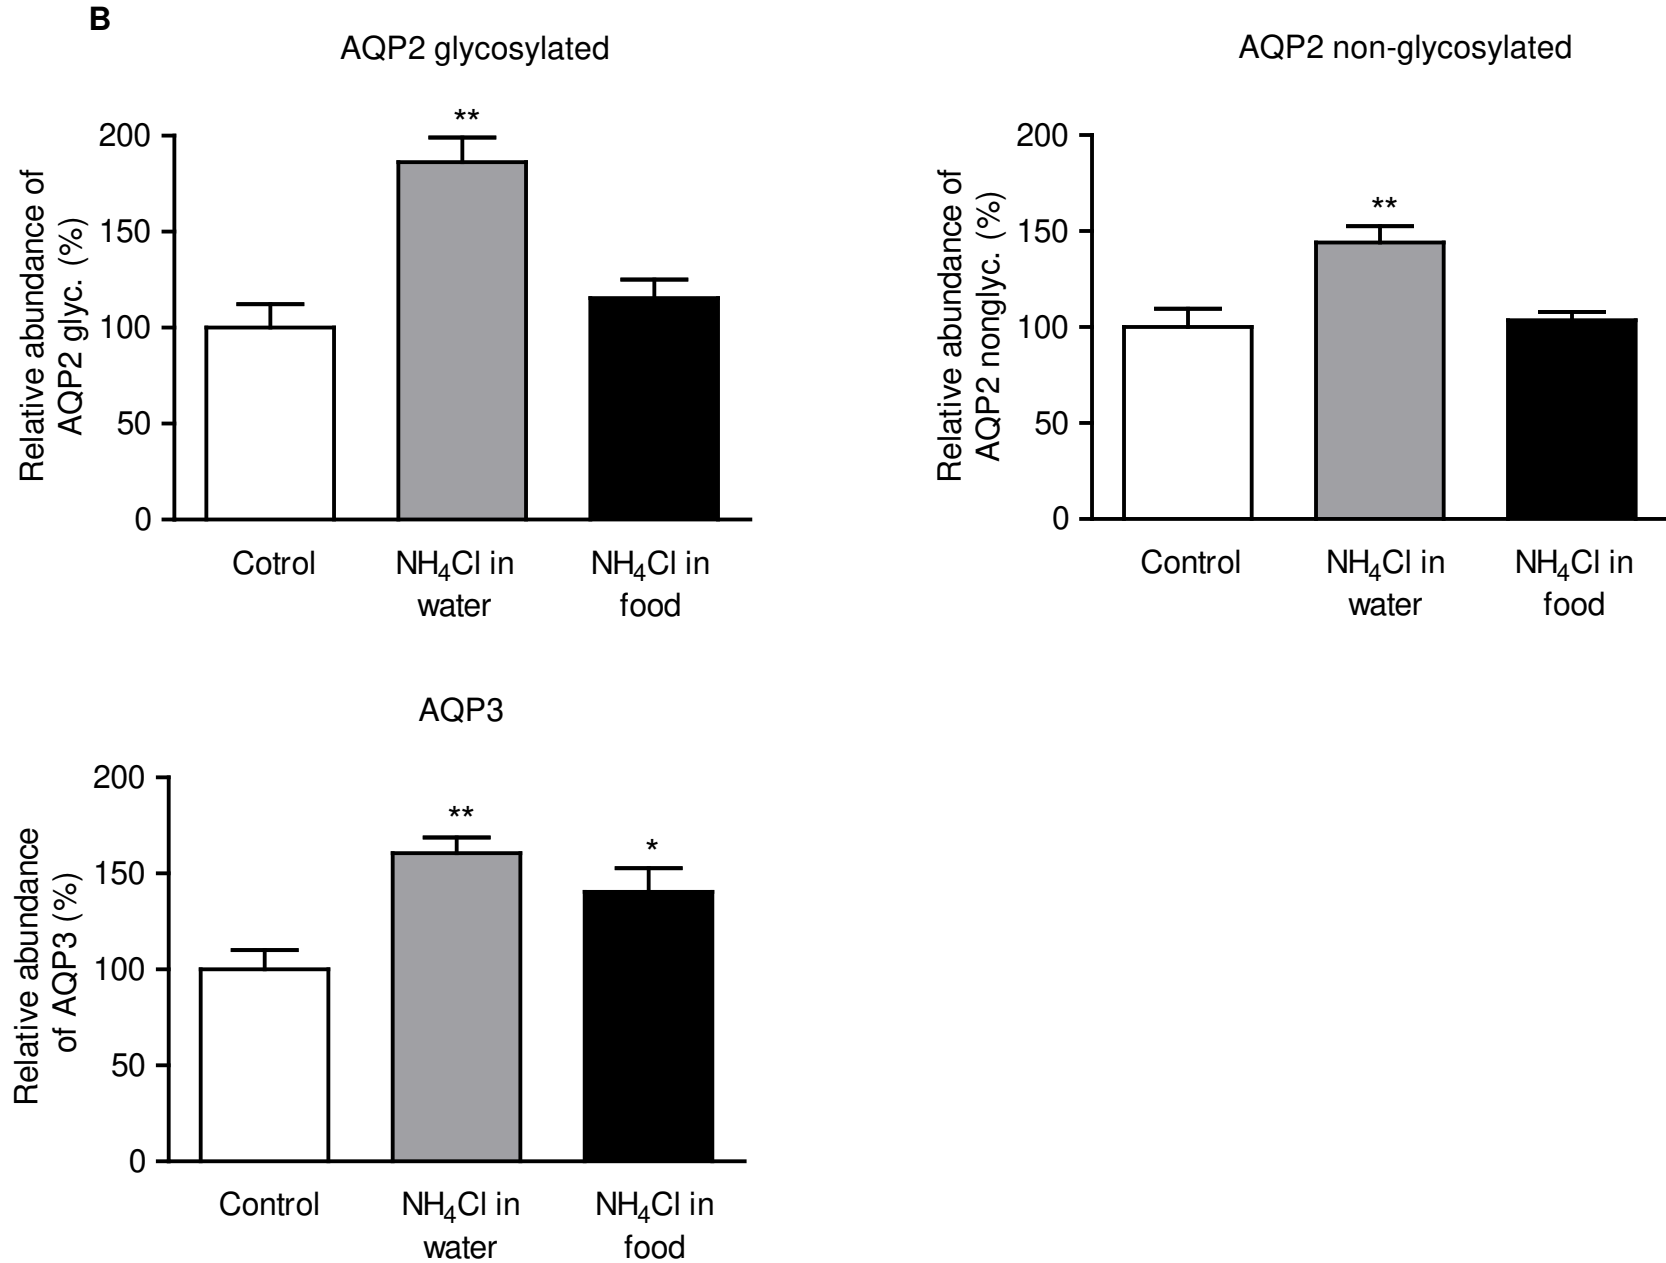 B
AQP2 glycosylated
Relative abundance of
AQP2 glyc. (%)
200
150
100
50
0
**
Cotrol
NH₄Cl in
water
NH₄Cl in
food
AQP2 non-glycosylated
Relative abundance of
AQP2 nonglyc. (%)
200
150
100
50
0
**
Control
NH₄Cl in
water
NH₄Cl in
food
AQP3
Relative abundance
of AQP3 (%)
200
150
100
50
0
**
*
Control
NH₄Cl in
water
NH₄Cl in
food